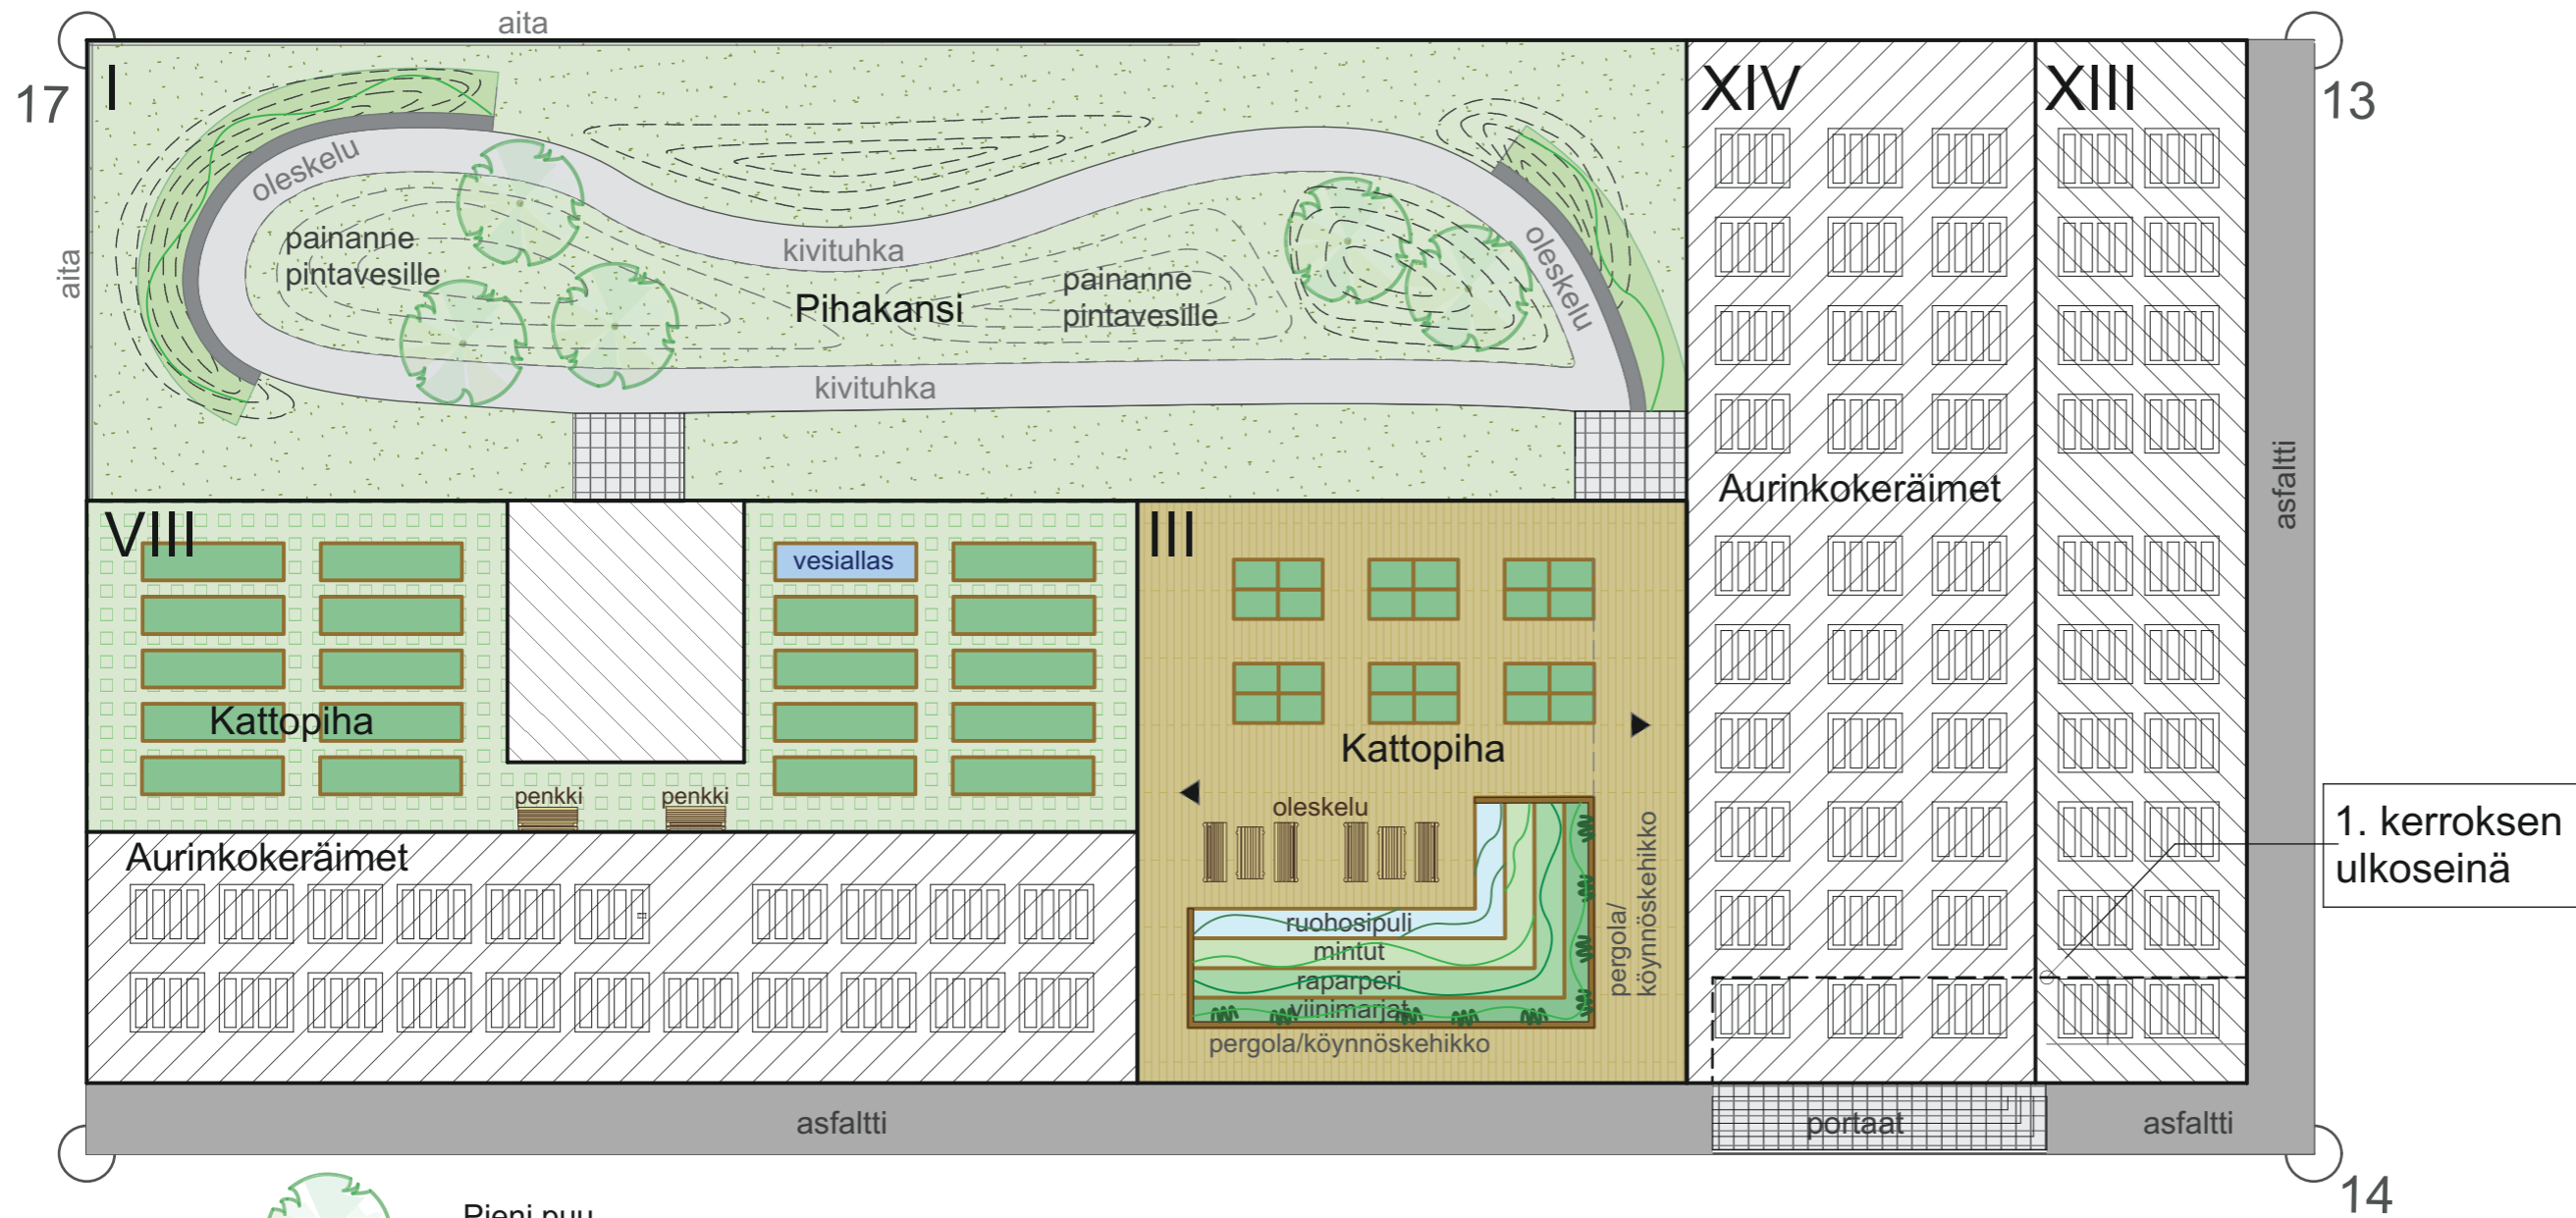 aita
17
I
XIV
XIII
13
oleskelu
painanne
pintavesille
aita
kivituhka
Pihakansi
painanne
pintavesille
oleskelu
kivituhka
Aurinkokeräimet
asfaltti
VIII
vesiallas
III
Kattopiha
Kattopiha
penkki
penkki
oleskelu
pergola/
köynnöskehikko
1. kerroksen
ulkoseinä
Aurinkokeräimet
ruohosipuli
mintut
raparperi
viinimarjat
pergola/köynnöskehikko
asfaltti
portaat
asfaltti
14
Pieni puu